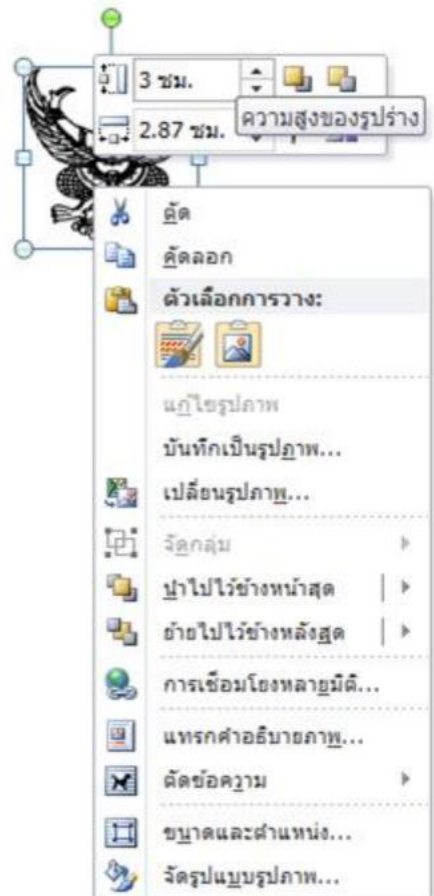 3 ซม.
2.87 ซม.
ความสูงของรูปร่าง
ตัด
คัดลอก
ตัวเลือกการวาง:
แก้ไขรูปภาพ
บันทึกเป็นรูปภาพ...
เปลี่ยนรูปภาพ...
จัดกลุ่ม
นำไปไว้ข้างหน้าสุด
ย้ายไปไว้ข้างหลังสุด
การเชื่อมโยงหลายมิติ...
แทรกคำอธิบายภาพ...
ตัดข้อความ
ขนาดและตำแหน่ง...
จัดรูปแบบรูปภาพ...